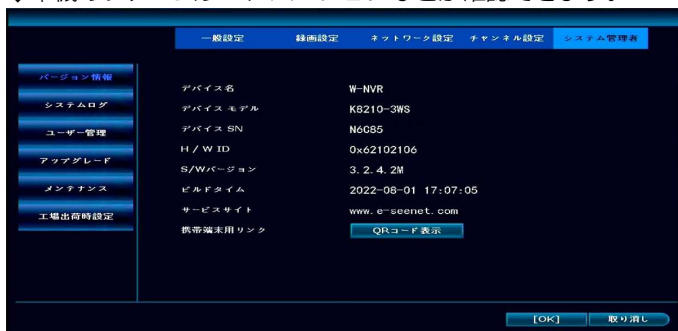 一般設定 録画設定 ネットワーク設定 チャンネル設定 システム管理者
バージョン情報
システムログ
ユーザー管理
アップグレード
メンテナンス
工場出荷時設定
デバイス名 W-NVR
デバイス モデル K8210-3WS
デバイス SN N6C85
H / W ID 0x62102106
S/Wバージョン 3. 2. 4. 2M
ビルドタイム 2022-08-01 17:07:05
サービスサイト www. e-seenet. com
携帯端末用リンク QRコード表示
[OK] 取り消し